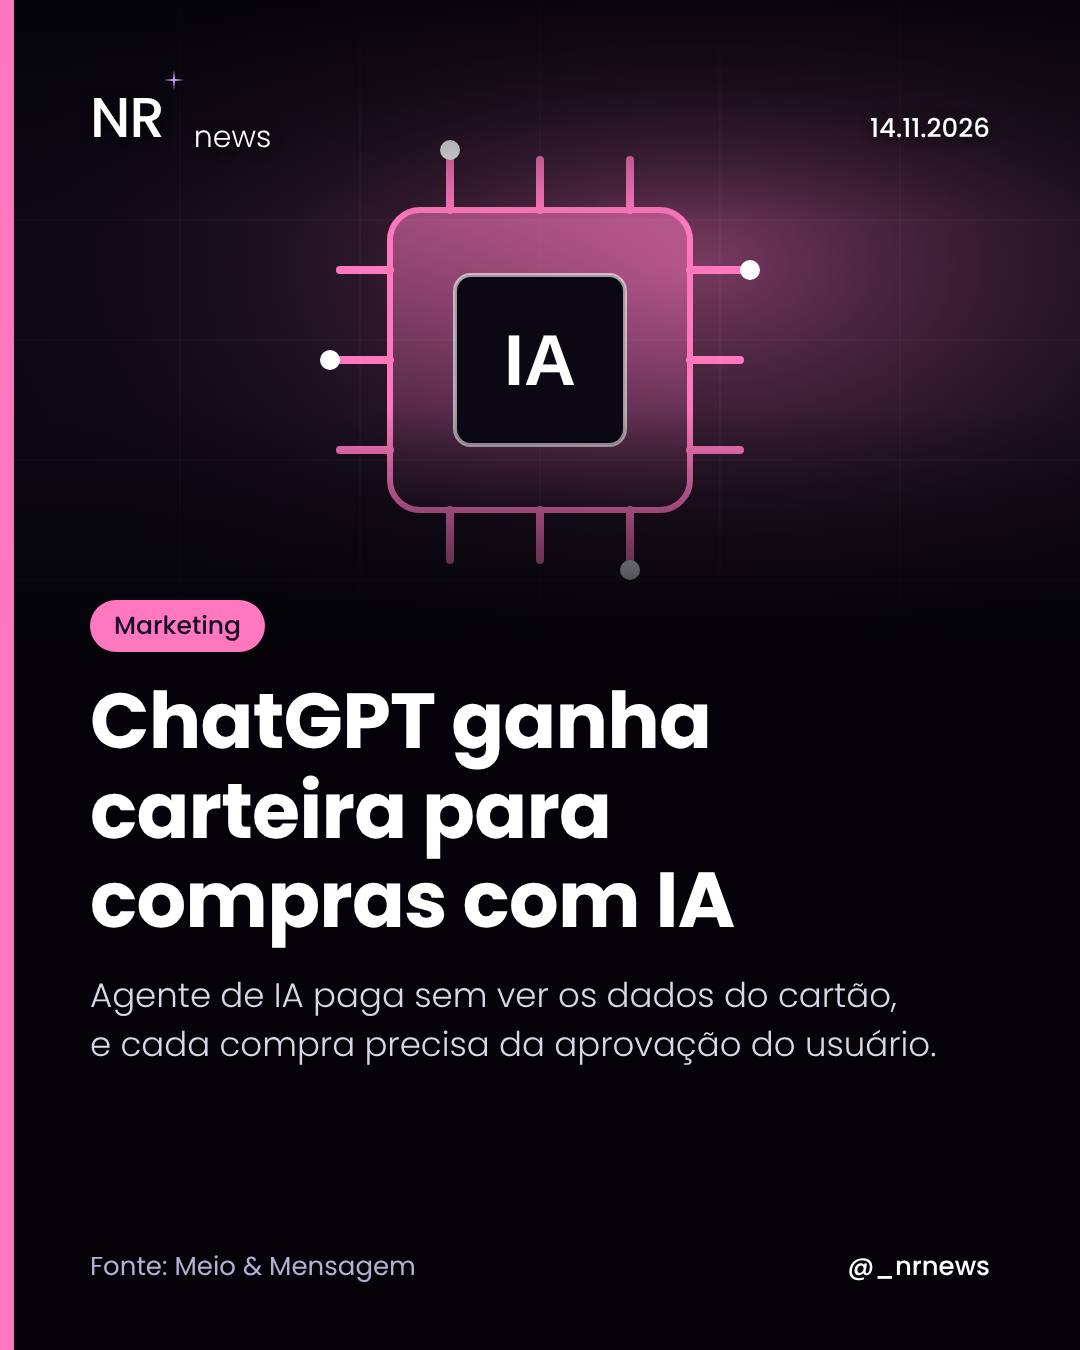 NR news
14.11.2026
IA
Marketing
ChatGPT ganha
carteira para
compras com IA
Agente de IA paga sem ver os dados do cartão,
e cada compra precisa da aprovação do usuário.
Fonte: Meio & Mensagem
@_nrnews